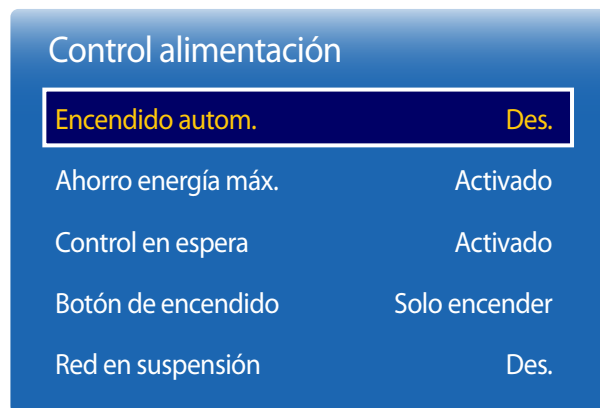 Control alimentación
Encendido autom. Des.
Ahorro energía máx. Activado
Control en espera Activado
Botón de encendido Solo encender
Red en suspensión Des.